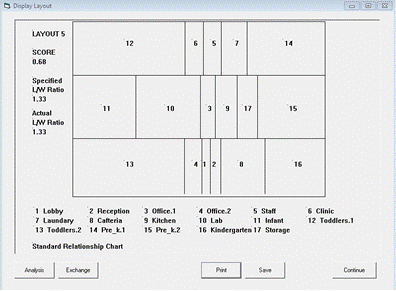 Display Layout
LAYOUT 5
SCORE
0.68
Specified
L/W Ratio
1.33
Actual
L/W Ratio
1.33
12 6 5 7 14
11 10 3 9 17 15
13 4 1 2 8 16
1 Lobby 2 Reception 3 Office.1 4 Office.2 5 Staff 6 Clinic
7 Laundary 8 Cafteria 9 Kitchen 10 Lab 11 Infant 12 Toddlers.1
13 Toddlers.2 14 Pre_k.1 15 Pre_k.2 16 Kindergarten 17 Storage
Standard Relationship Chart
Analysis Exchange Print Save Continue